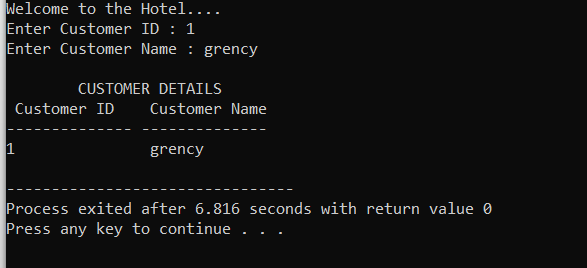 Welcome to the Hotel....
Enter Customer ID : 1
Enter Customer Name : grency
CUSTOMER DETAILS
Customer ID    Customer Name
-------------- --------------
1               grency
--------------------------------
Process exited after 6.816 seconds with return value 0
Press any key to continue . . .